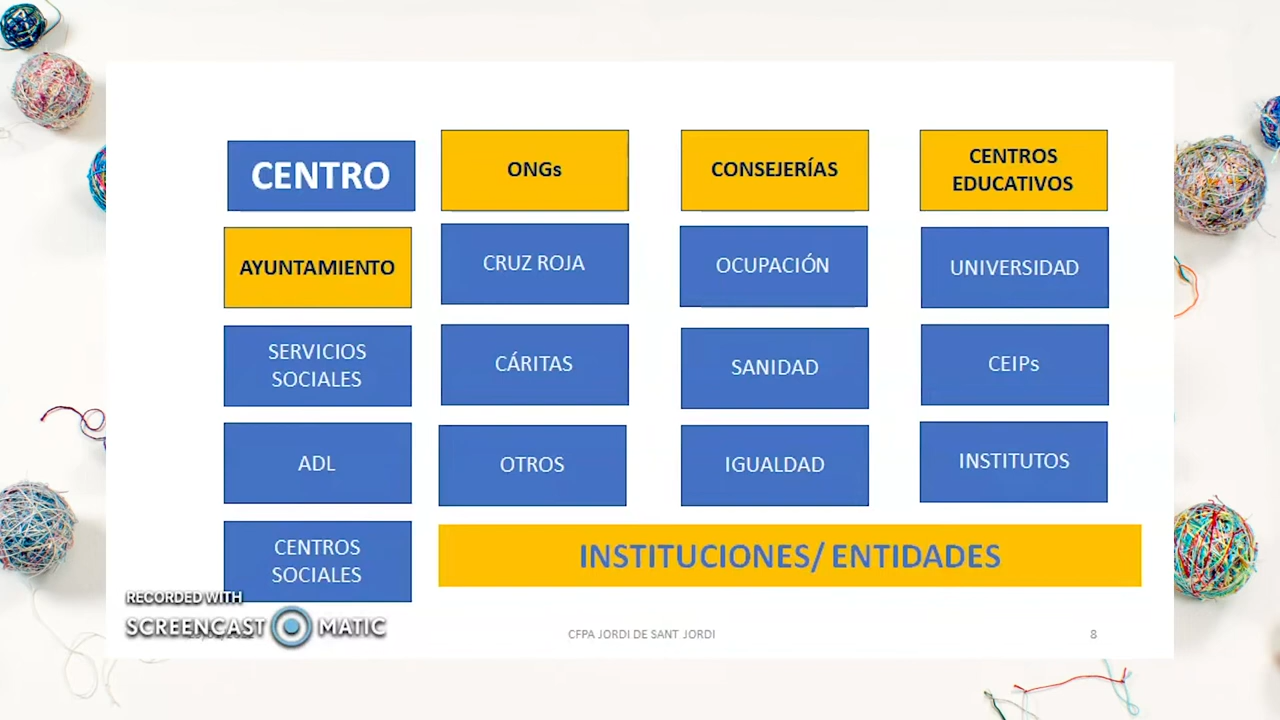 CENTRO
ONGs
CONSEJERÍAS
CENTROS
EDUCATIVOS
AYUNTAMIENTO
CRUZ ROJA
OCUPACIÓN
UNIVERSIDAD
SERVICIOS
SOCIALES
CÁRITAS
SANIDAD
CEIPs
ADL
OTROS
IGUALDAD
INSTITUTOS
CENTROS
SOCIALES
INSTITUCIONES/ ENTIDADES
RECORDED WITH
SCREENCAST MATIC
CFPA JORDI DE SANT JORDI
8